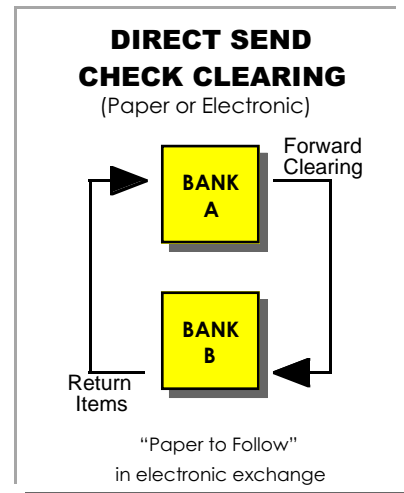 DIRECT SEND
CHECK CLEARING
(Paper or Electronic)
Forward
Clearing
BANK
A
BANK
B
Return
Items
“Paper to Follow”
in electronic exchange